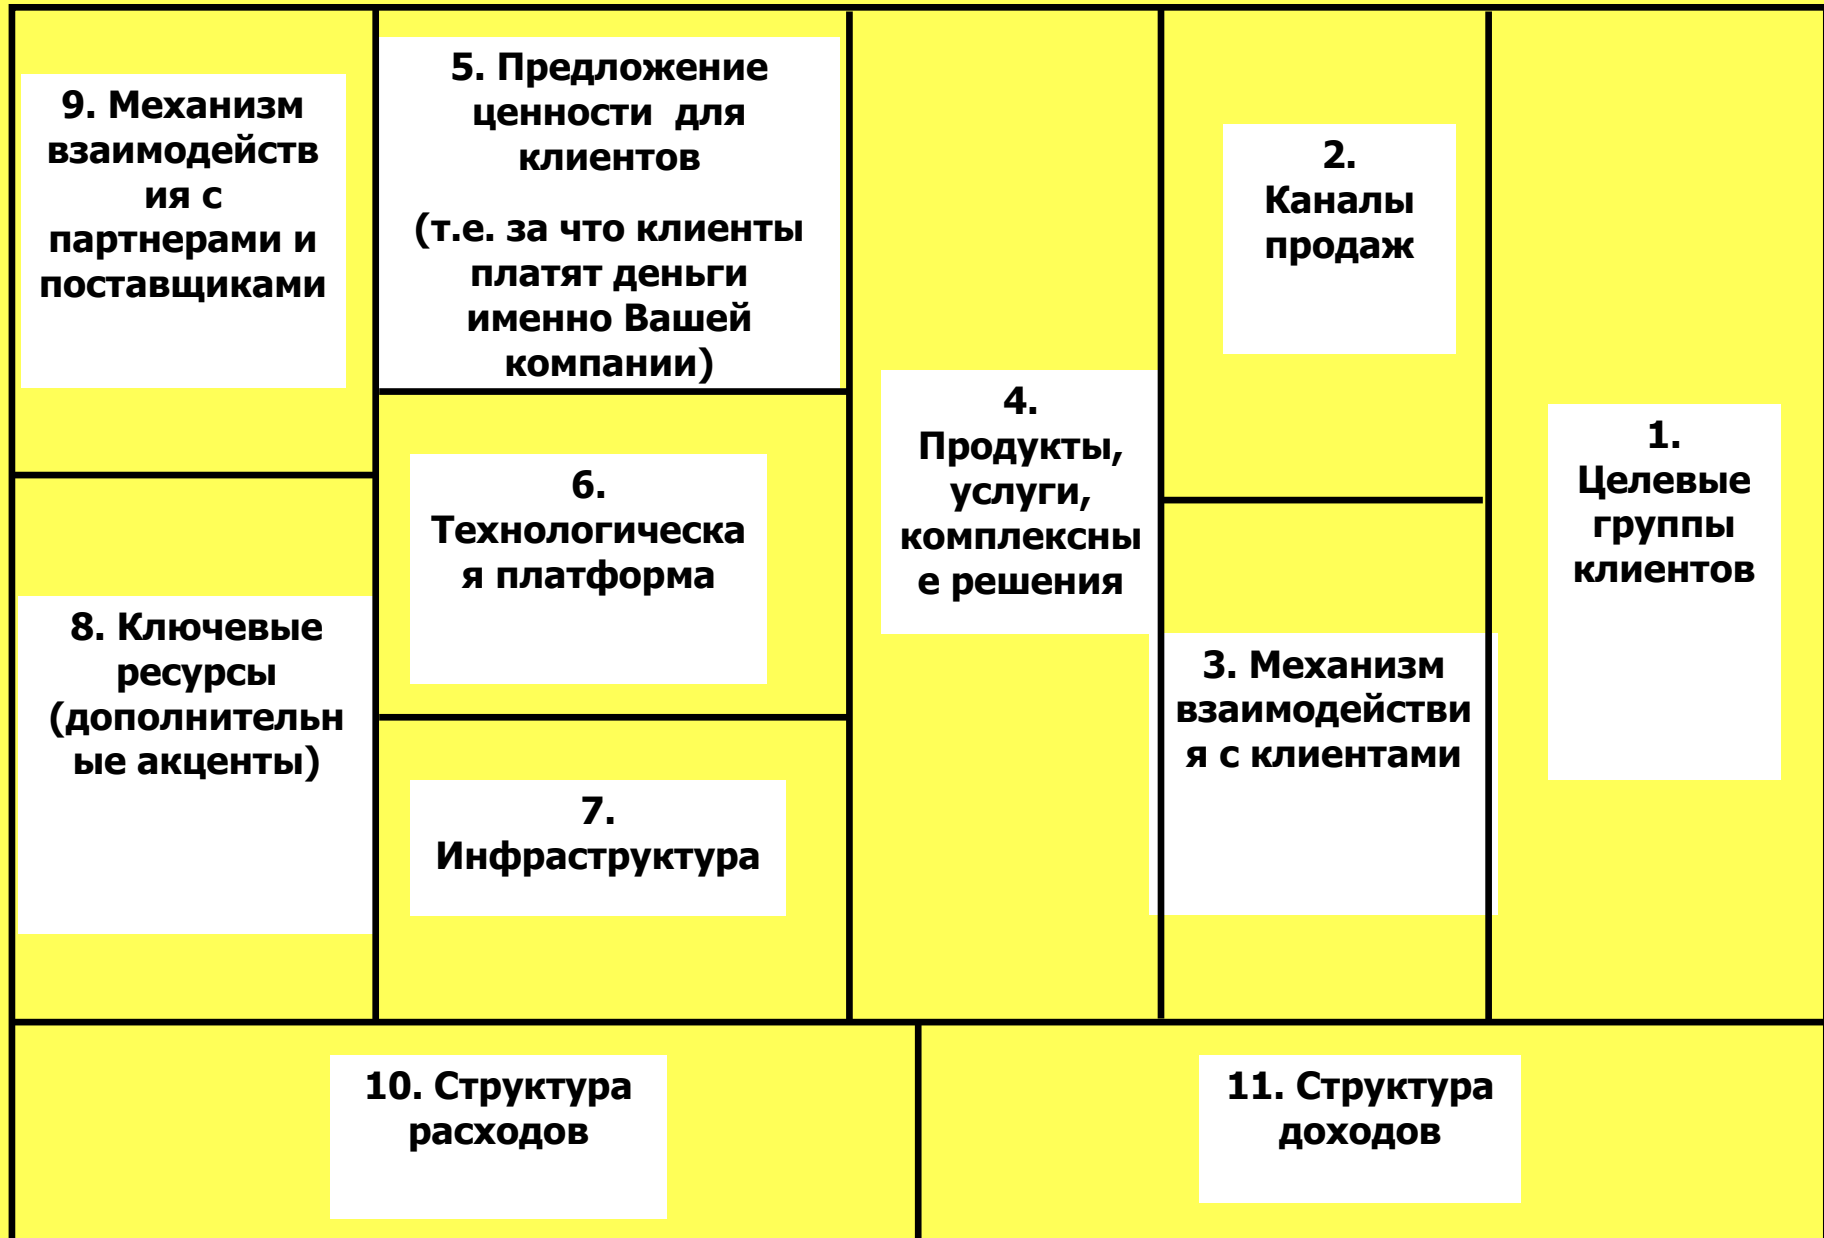 9. Механизм
взаимодейств
ия с
партнерами и
поставщиками
5. Предложение
ценности  для
клиентов
(т.е. за что клиенты
платят деньги
именно Вашей
компании)
2.
Каналы
продаж
4.
Продукты,
услуги,
комплексны
е решения
1.
Целевые
группы
клиентов
6.
Технологическа
я платформа
8. Ключевые
ресурсы
(дополнительн
ые акценты)
3. Механизм
взаимодействи
я с клиентами
7.
Инфраструктура
10. Структура
расходов
11. Структура
доходов